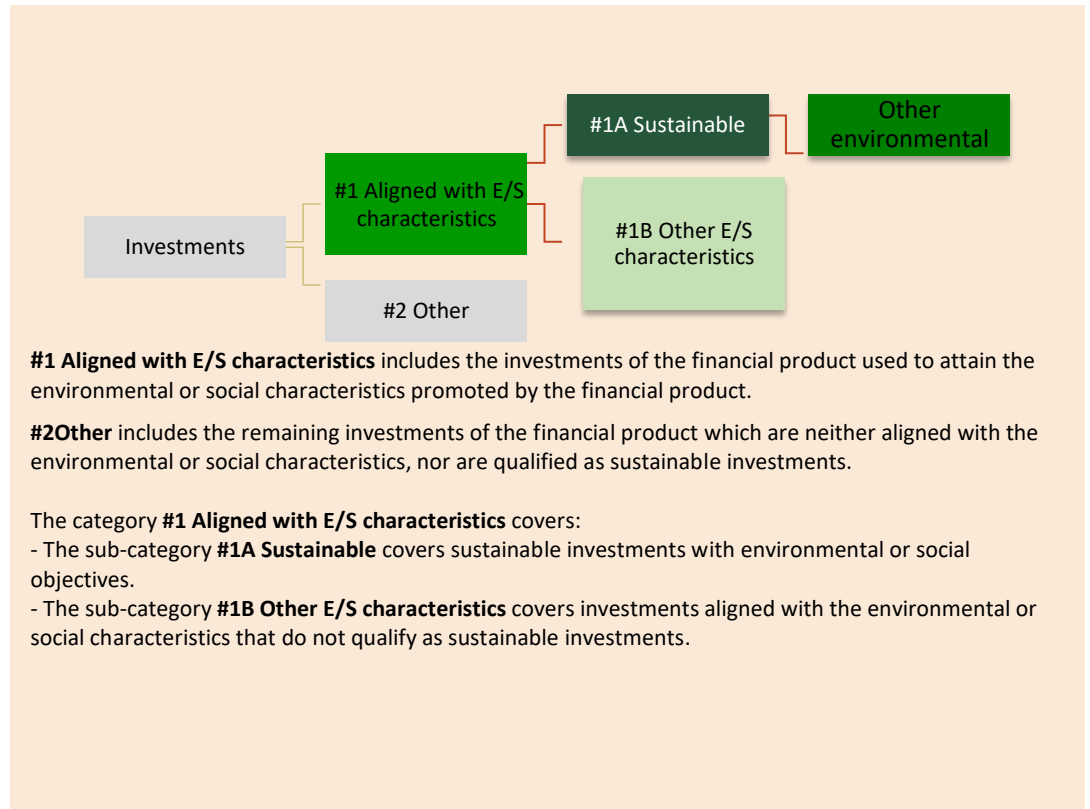 #1A Sustainable
Other
environmental
#1 Aligned with E/S
characteristics
#1B Other E/S
characteristics
Investments
#2 Other
#1 Aligned with E/S characteristics includes the investments of the financial product used to attain the
environmental or social characteristics promoted by the financial product.
#2Other includes the remaining investments of the financial product which are neither aligned with the
environmental or social characteristics, nor are qualified as sustainable investments.
The category #1 Aligned with E/S characteristics covers:
- The sub-category #1A Sustainable covers sustainable investments with environmental or social
objectives.
- The sub-category #1B Other E/S characteristics covers investments aligned with the environmental or
social characteristics that do not qualify as sustainable investments.